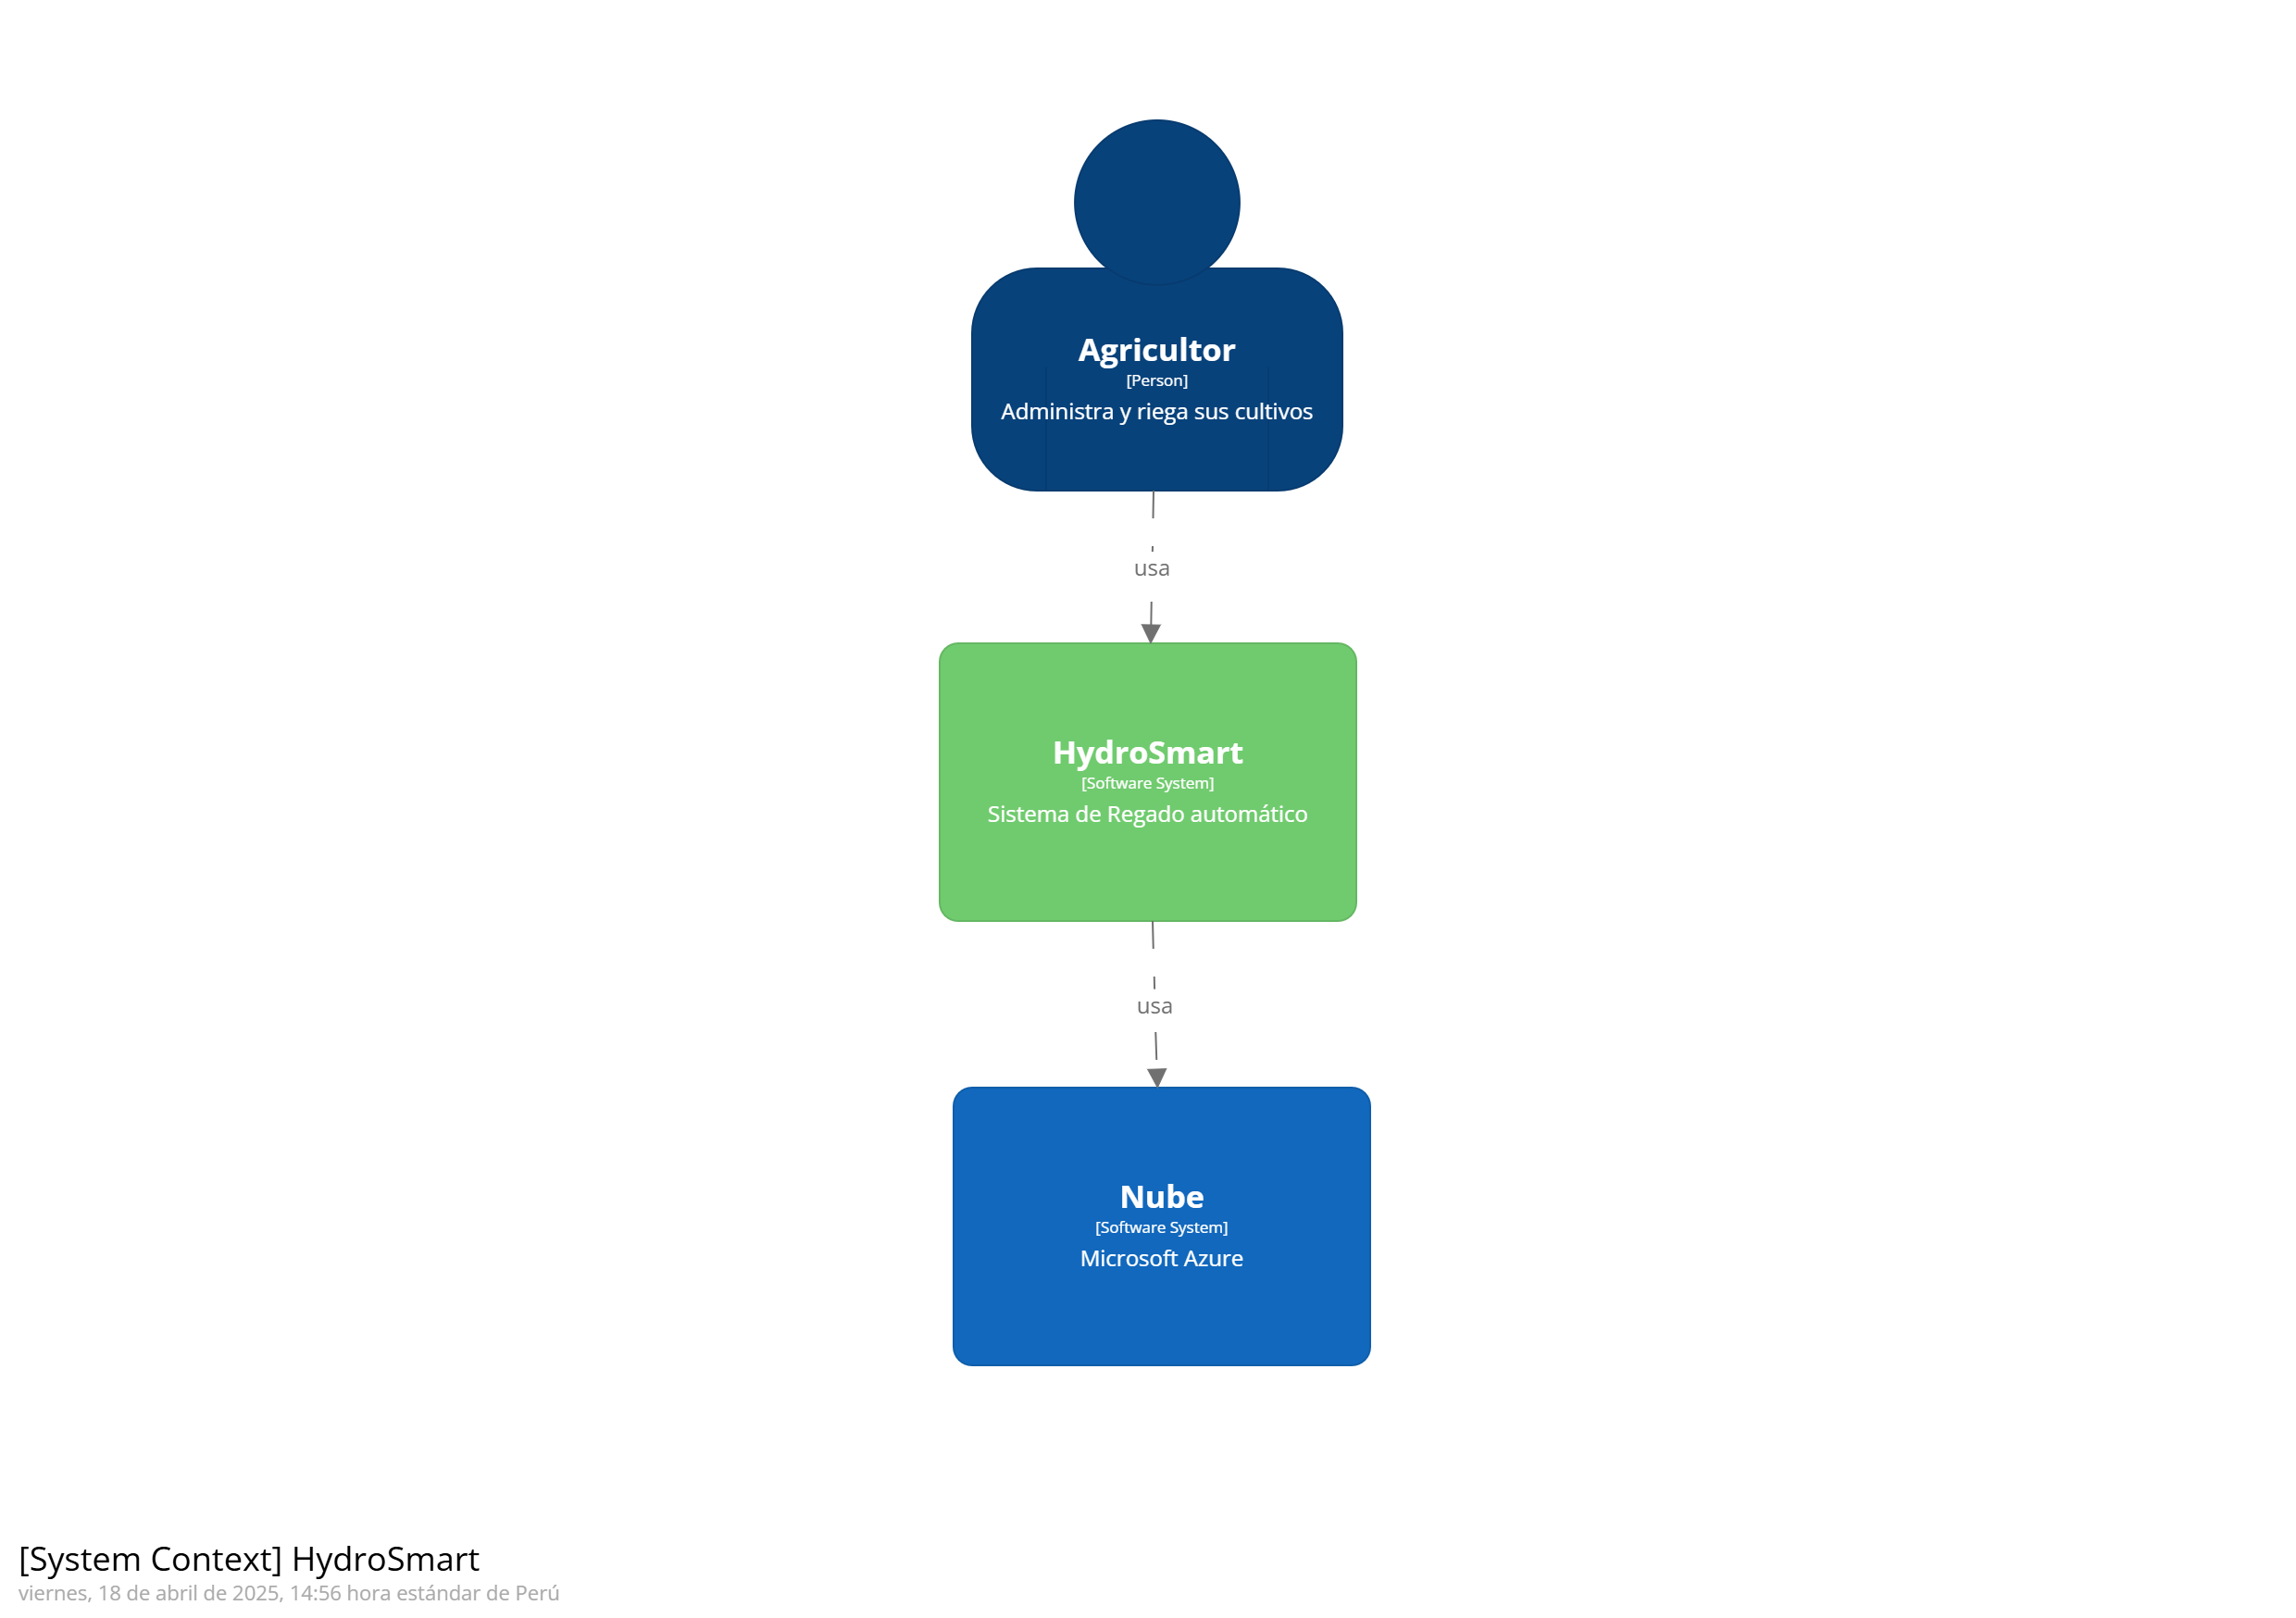 Agricultor
[Person]
Administra y riega sus cultivos
usa
HydroSmart
[Software System]
Sistema de Regado automático
usa
Nube
[Software System]
Microsoft Azure
[System Context] HydroSmart
viernes, 18 de abril de 2025, 14:56 hora estándar de Perú